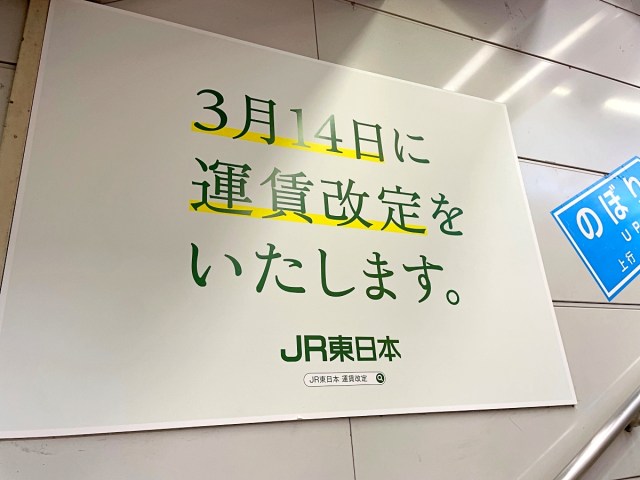 3月14日に
運賃改定を
いたします。
JR東日本
JR東日本 運賃改定
のぼり
UP
上行